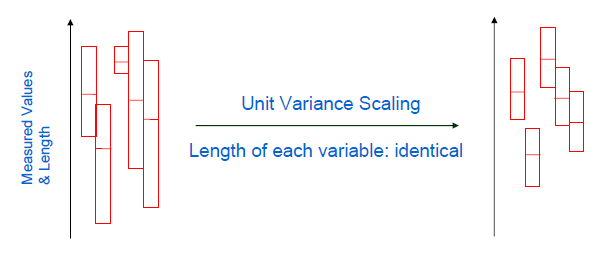 Measured Values
& Length
Unit Variance Scaling
Length of each variable: identical